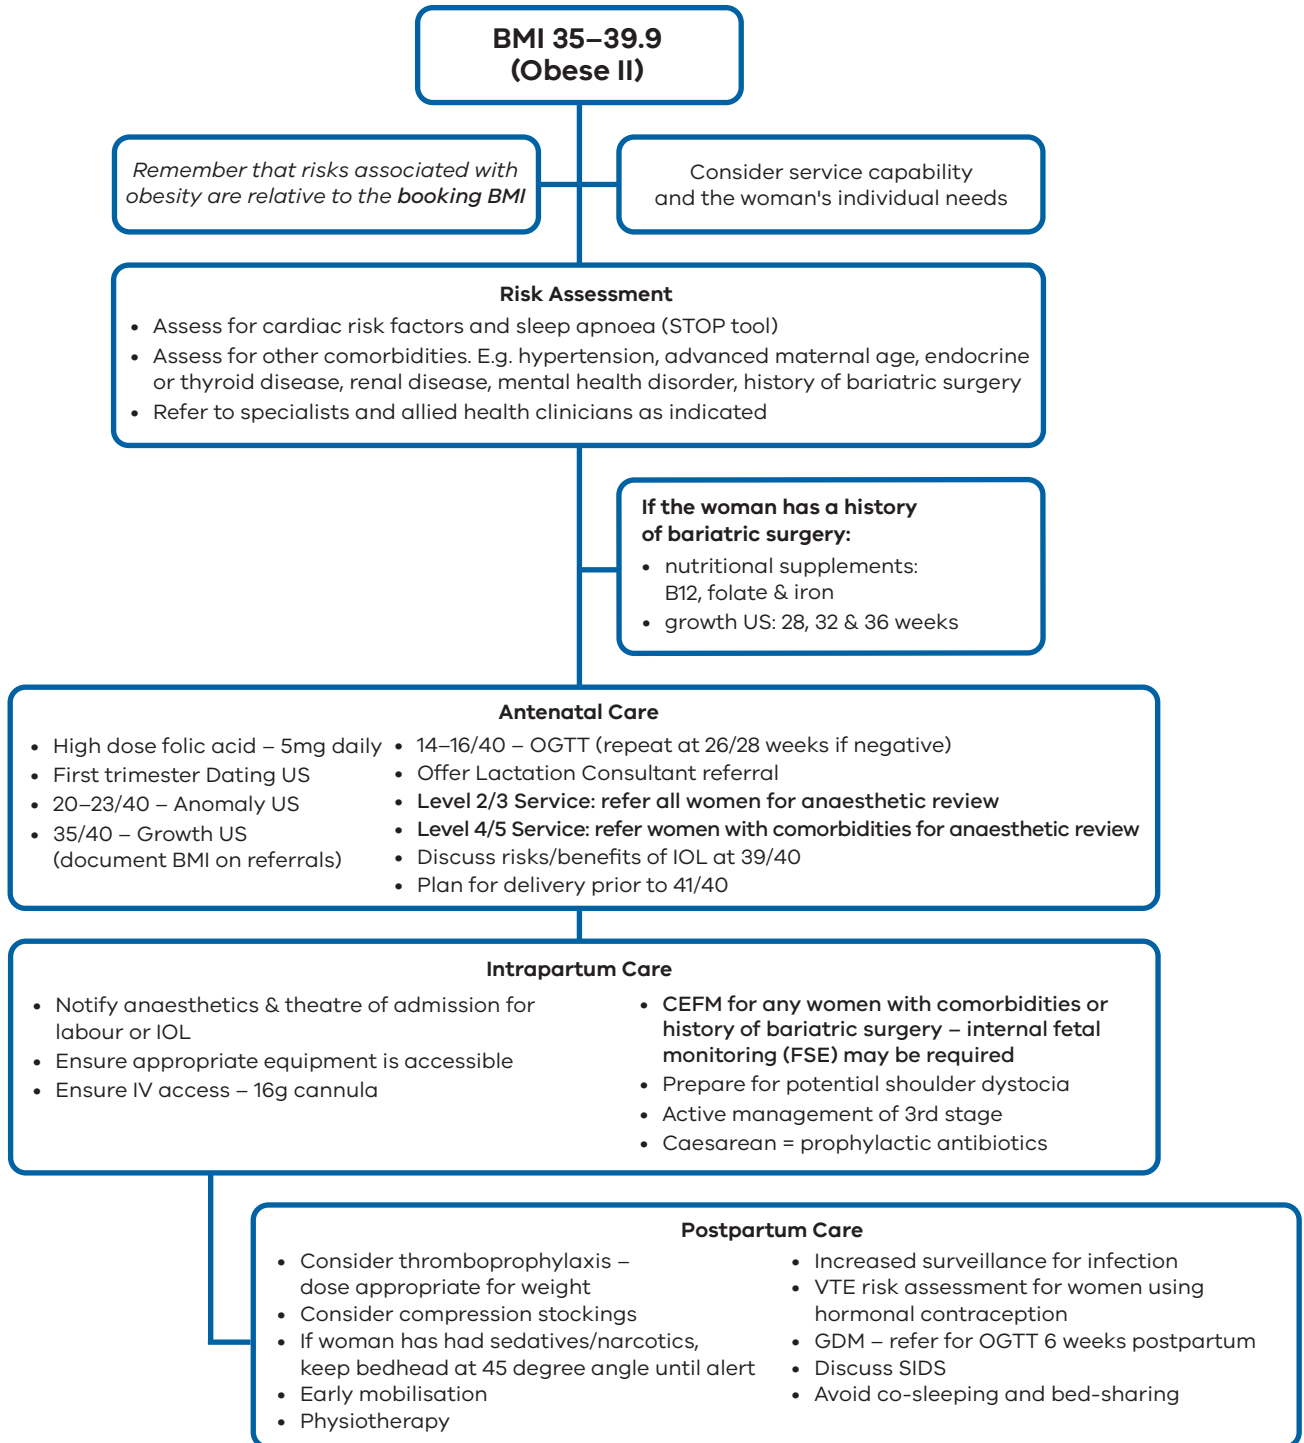 BMI 35–39.9
(Obese II)
Remember that risks associated with
obesity are relative to the booking BMI
Consider service capability
and the woman's individual needs
Risk Assessment
• Assess for cardiac risk factors and sleep apnoea (STOP tool)
• Assess for other comorbidities. E.g. hypertension, advanced maternal age, endocrine
or thyroid disease, renal disease, mental health disorder, history of bariatric surgery
• Refer to specialists and allied health clinicians as indicated
If the woman has a history
of bariatric surgery:
• nutritional supplements:
B12, folate & iron
• growth US: 28, 32 & 36 weeks
Antenatal Care
• High dose folic acid – 5mg daily
• First trimester Dating US
• 20–23/40 – Anomaly US
• 35/40 – Growth US
(document BMI on referrals)
• 14–16/40 – OGTT (repeat at 26/28 weeks if negative)
• Offer Lactation Consultant referral
• Level 2/3 Service: refer all women for anaesthetic review
• Level 4/5 Service: refer women with comorbidities for anaesthetic review
• Discuss risks/benefits of IOL at 39/40
• Plan for delivery prior to 41/40
Intrapartum Care
• Notify anaesthetics & theatre of admission for
labour or IOL
• Ensure appropriate equipment is accessible
• Ensure IV access – 16g cannula
• CEFM for any women with comorbidities or
history of bariatric surgery – internal fetal
monitoring (FSE) may be required
• Prepare for potential shoulder dystocia
• Active management of 3rd stage
• Caesarean = prophylactic antibiotics
Postpartum Care
• Consider thromboprophylaxis –
dose appropriate for weight
• Consider compression stockings
• If woman has had sedatives/narcotics,
keep bedhead at 45 degree angle until alert
• Early mobilisation
• Physiotherapy
• Increased surveillance for infection
• VTE risk assessment for women using
hormonal contraception
• GDM – refer for OGTT 6 weeks postpartum
• Discuss SIDS
• Avoid co-sleeping and bed-sharing